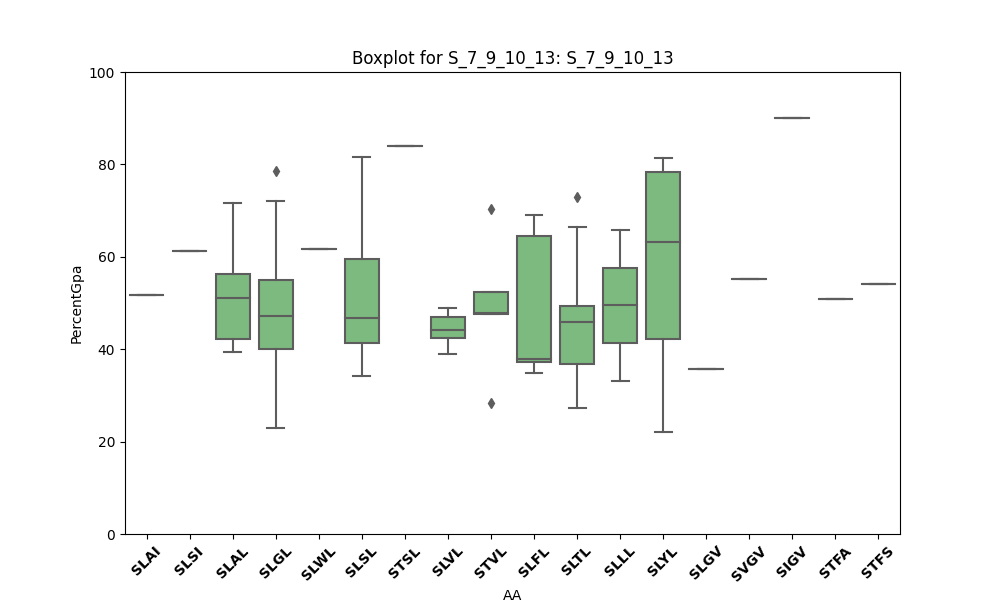 Boxplot for S_7_9_10_13: S_7_9_10_13
100
80
60
40
20
0
PercentGpa
SLAI SLSI SLAL SLGL SLWL SLSL STSL SLVL STVL SLFL SLTL SLLL SLYL SLGV SVGV SIGV STFA STFS
AA